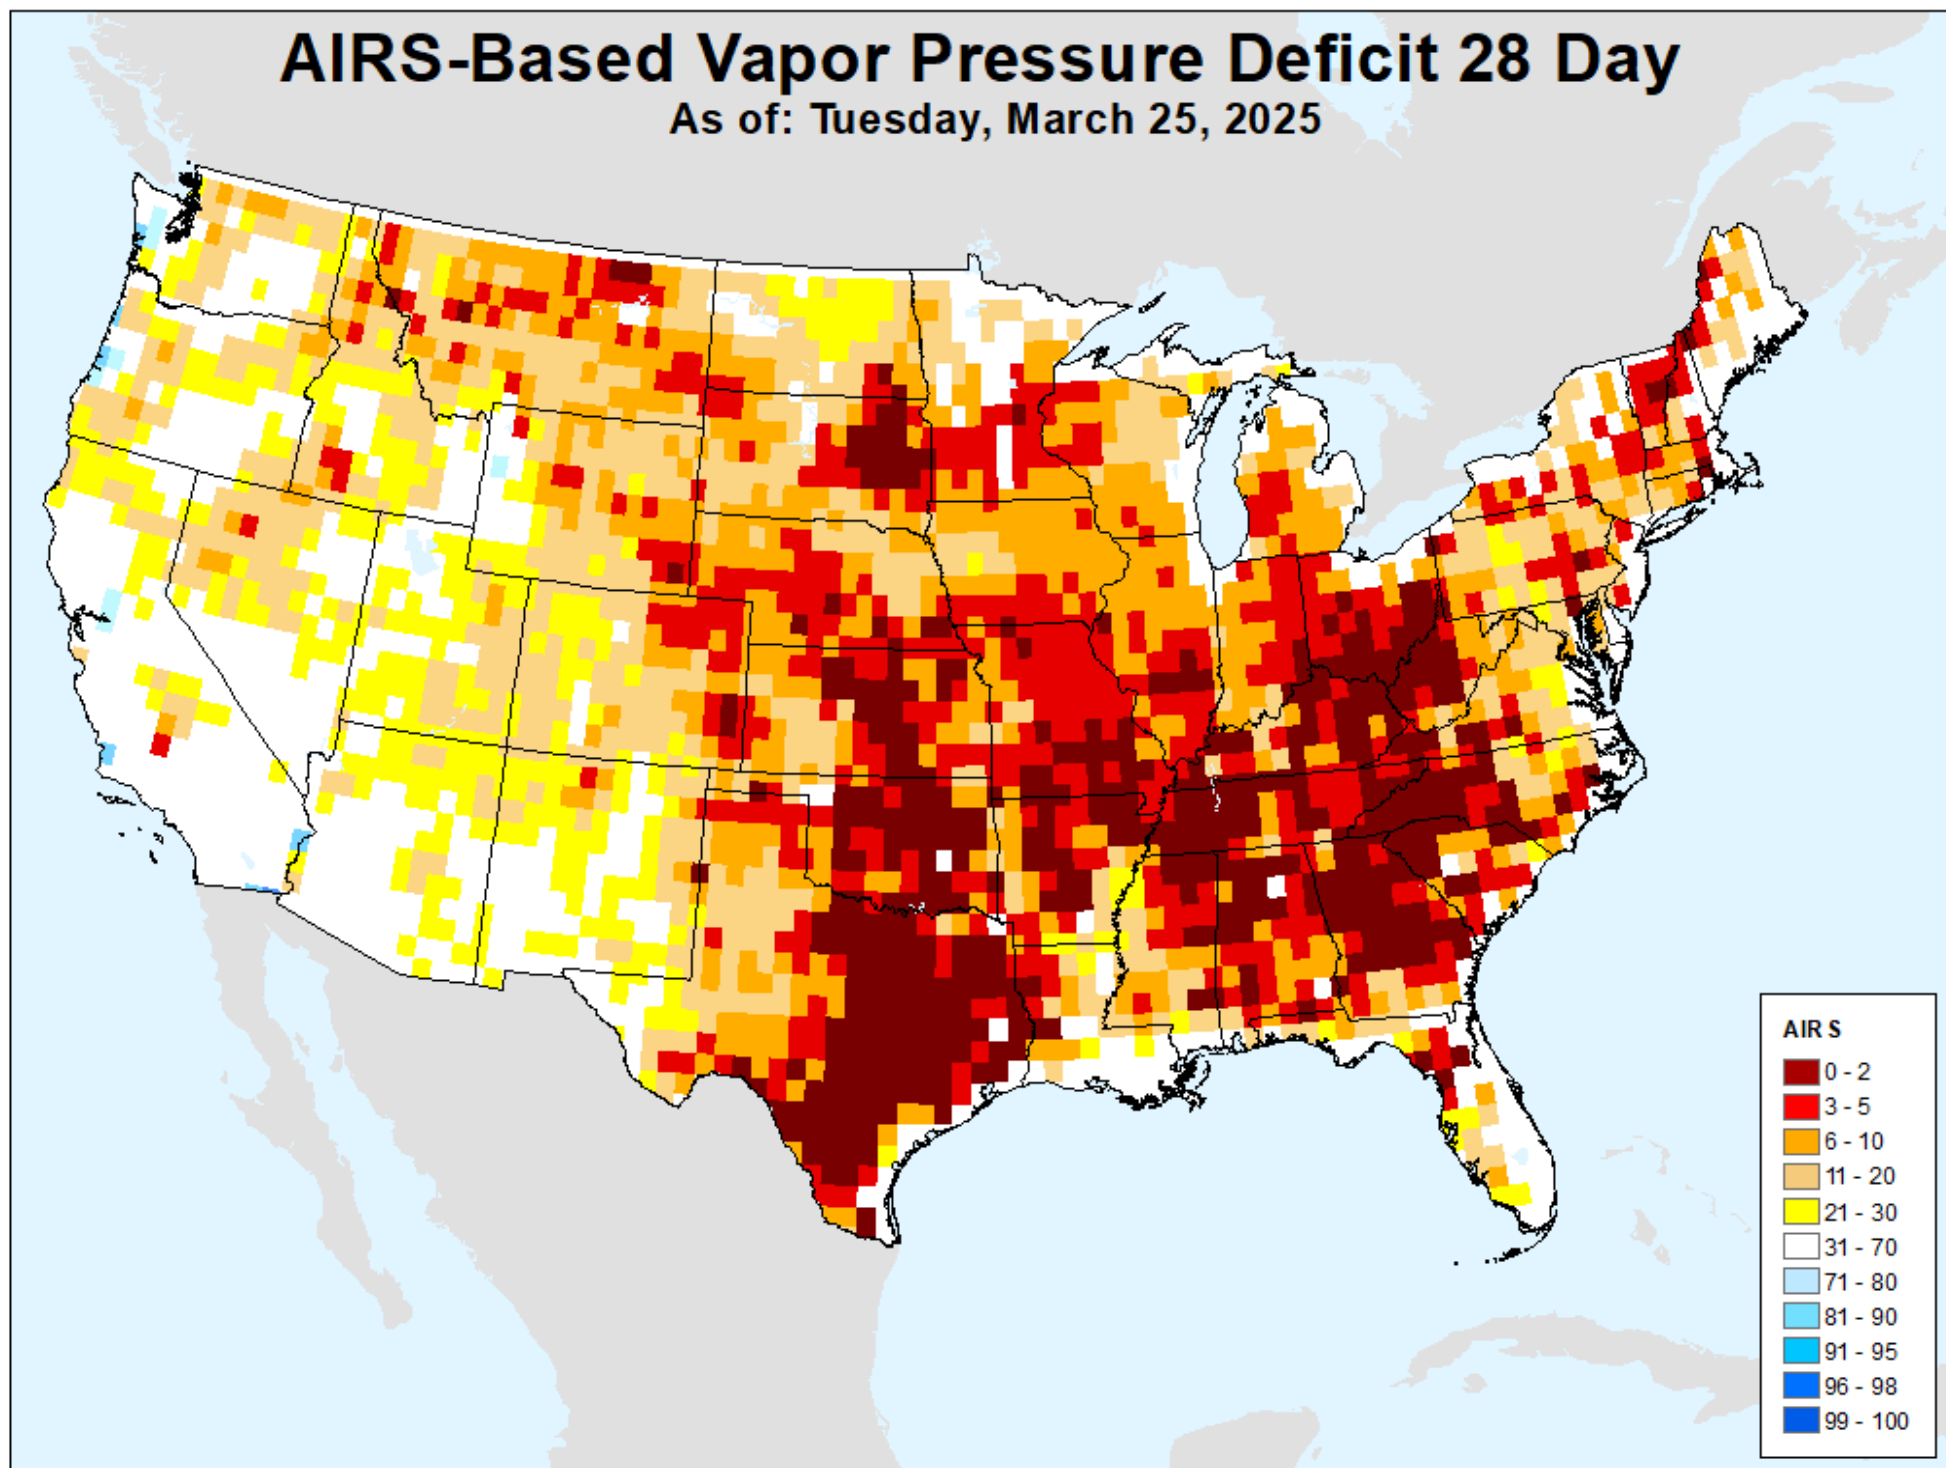 AIRS-Based Vapor Pressure Deficit 28 Day
As of: Tuesday, March 25, 2025
AIRS
0 - 2
3 - 5
6 - 10
11 - 20
21 - 30
31 - 70
71 - 80
81 - 90
91 - 95
96 - 98
99 - 100